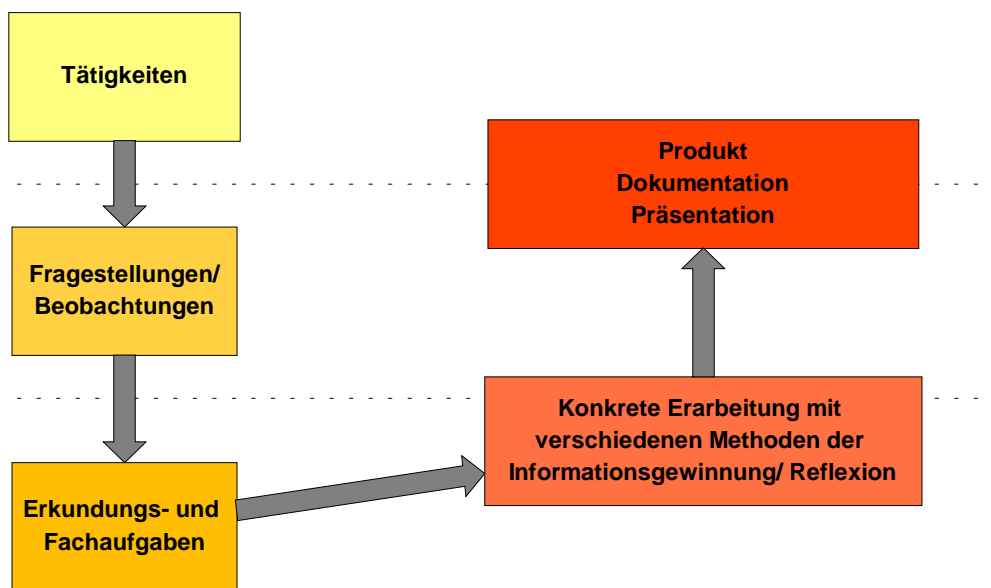 Tätigkeiten
Fragestellungen/
Beobachtungen
Erkundungs- und
Fachaufgaben
Konkrete Erarbeitung mit
verschiedenen Methoden der
Informationsgewinnung/ Reflexion
Produkt
Dokumentation
Präsentation